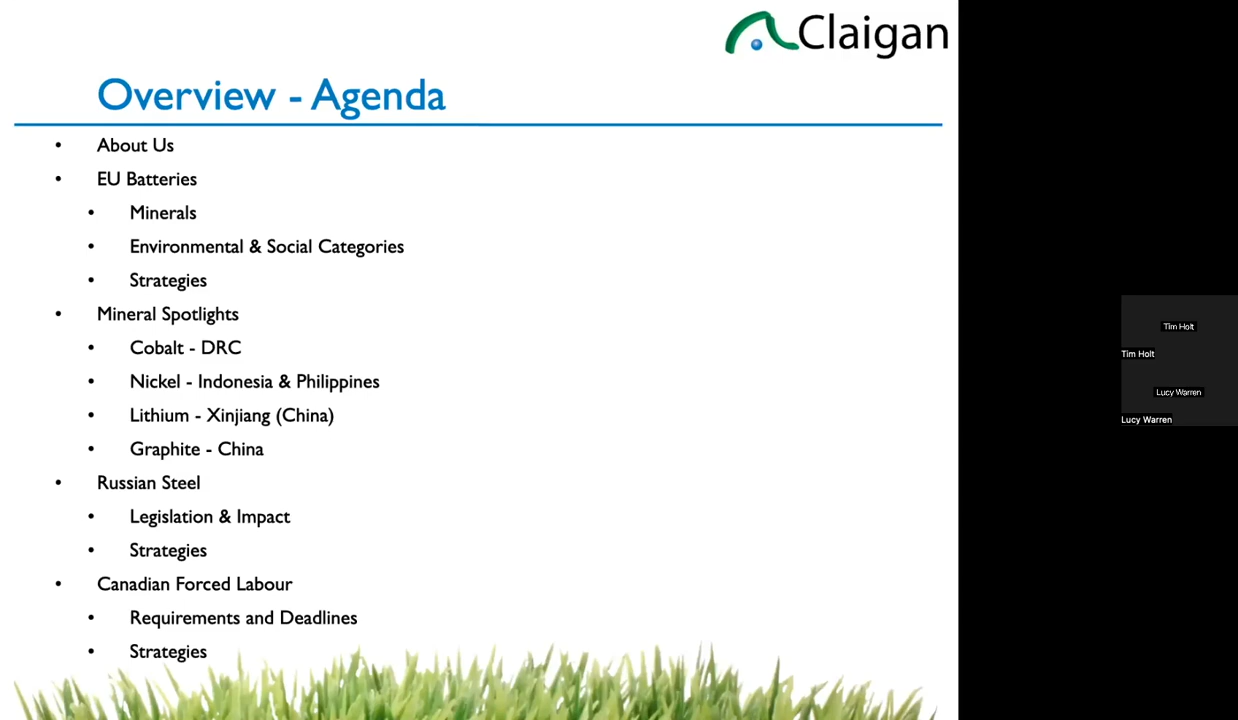 Claigan
Overview - Agenda
• About Us
• EU Batteries
• Minerals
• Environmental & Social Categories
• Strategies
• Mineral Spotlights
• Cobalt - DRC
• Nickel - Indonesia & Philippines
• Lithium - Xinjiang (China)
• Graphite - China
• Russian Steel
• Legislation & Impact
• Strategies
• Canadian Forced Labour
• Requirements and Deadlines
• Strategies
Tim Holt
Tim Holt
Lucy Warren
Lucy Warren